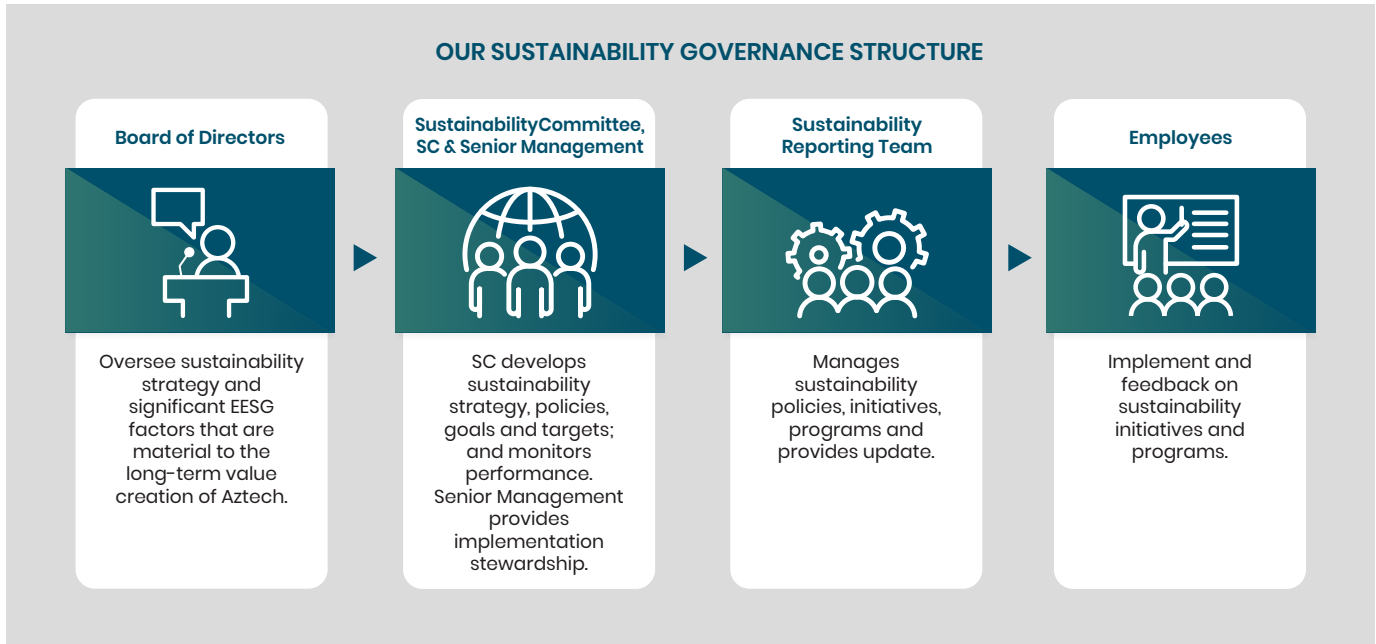 OUR SUSTAINABILITY GOVERNANCE STRUCTURE
Board of Directors
Oversee sustainability
strategy and
significant EESG
factors that are
material to the
long-term value
creation of Aztech.
SustainabilityCommittee,
SC & Senior Management
SC develops
sustainability
strategy, policies,
goals and targets;
and monitors
performance.
Senior Management
provides
implementation
stewardship.
Sustainability
Reporting Team
Manages
sustainability
policies, initiatives,
programs and
provides update.
Employees
Implement and
feedback on
sustainability
initiatives and
programs.